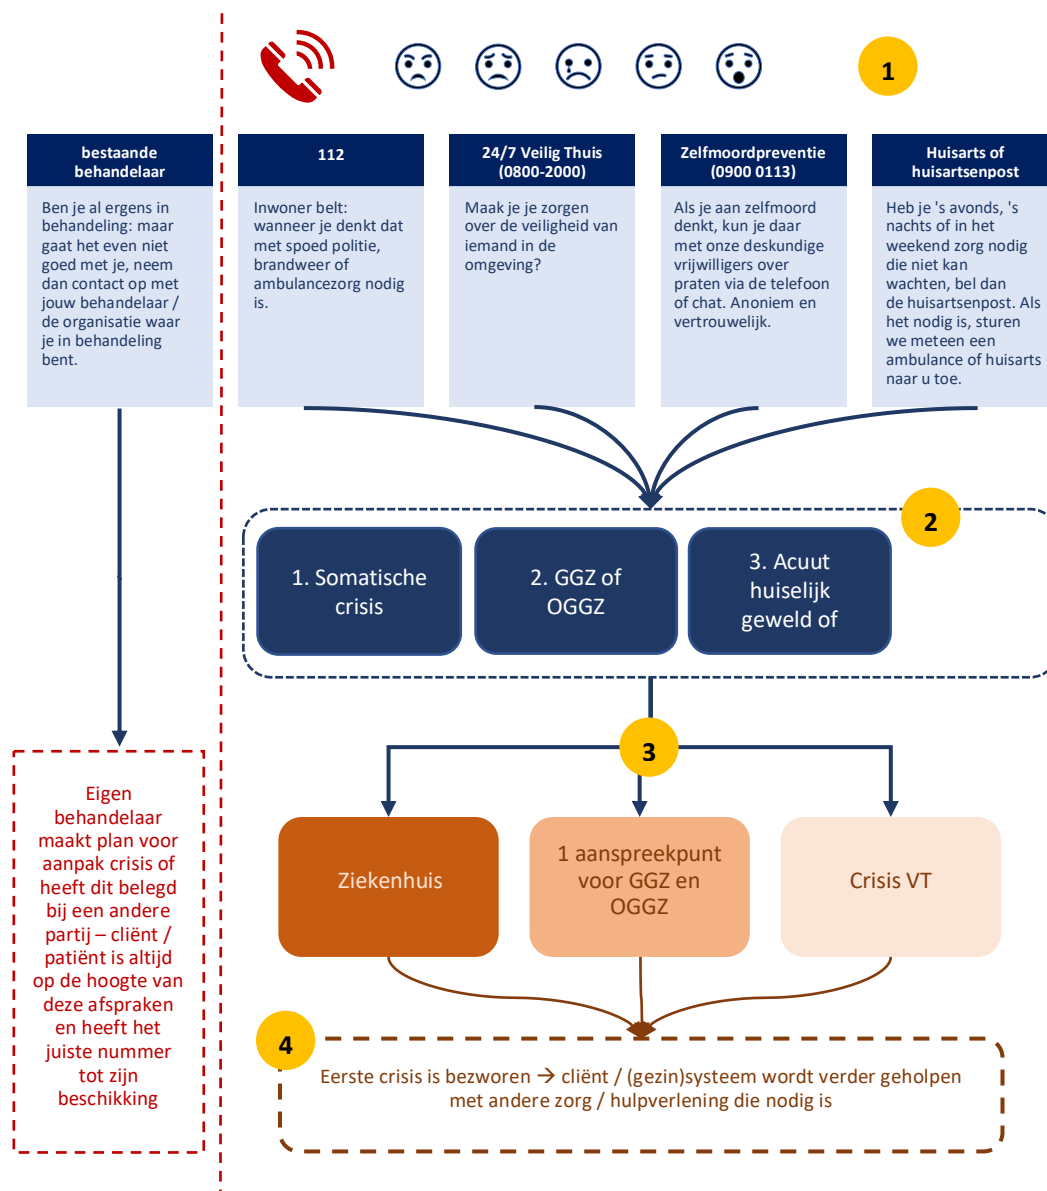 1
bestaande
behandelaar
Ben je al ergens in
behandeling: maar
gaat het even niet
goed met je, neem
dan contact op met
jouw behandelaar /
de organisatie waar
je in behandeling
bent.
112
Inwoner belt:
wanneer je denkt dat
met spoed politie,
brandweer of
ambulancezorg nodig
is.
24/7 Veilig Thuis
(0800-2000)
Maak je je zorgen
over de veiligheid van
iemand in de
omgeving?
Zelfmoordpreventie
(0900 0113)
Als je aan zelfmoord
denkt, kun je daar
met onze deskundige
vrijwilligers over
praten via de telefoon
of chat. Anoniem en
vertrouwelijk.
Huisarts of
huisartsenpost
Heb je 's avonds, 's
nachts of in het
weekend zorg nodig
die niet kan
wachten, bel dan
de huisartsenpost. Als
het nodig is, sturen
we meteen een
ambulance of huisarts
naar u toe.
2
1. Somatische
crisis
2. GGZ of
OGGZ
3. Acuut
huiselijk
geweld of
3
Eigen
behandelaar
maakt plan voor
aanpak crisis of
heeft dit belegd
bij een andere
partij – cliënt /
patiënt is altijd
op de hoogte van
deze afspraken
en heeft het
juiste nummer
tot zijn
beschikking
Ziekenhuis
1 aanspreekpunt
voor GGZ en
OGGZ
Crisis VT
4
Eerste crisis is bezworen → cliënt / (gezin)systeem wordt verder geholpen
met andere zorg / hulpverlening die nodig is